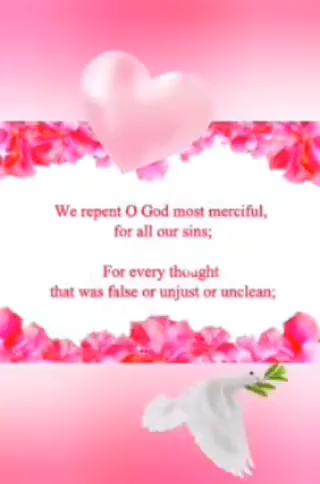 We repent O God most merciful,
for all our sins;
For every thought
that was false or unjust or unclean;